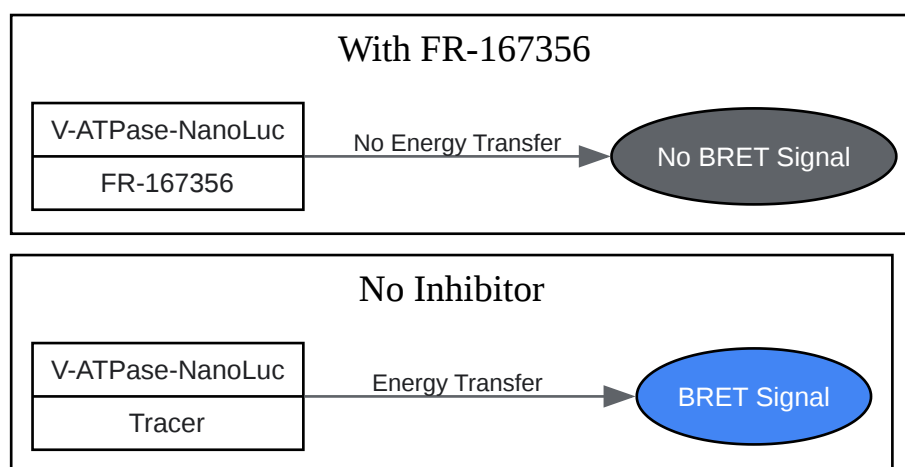 With FR-167356
V-ATPase-NanoLuc
FR-167356
No Energy Transfer
No BRET Signal
No Inhibitor
V-ATPase-NanoLuc
Tracer
Energy Transfer
BRET Signal